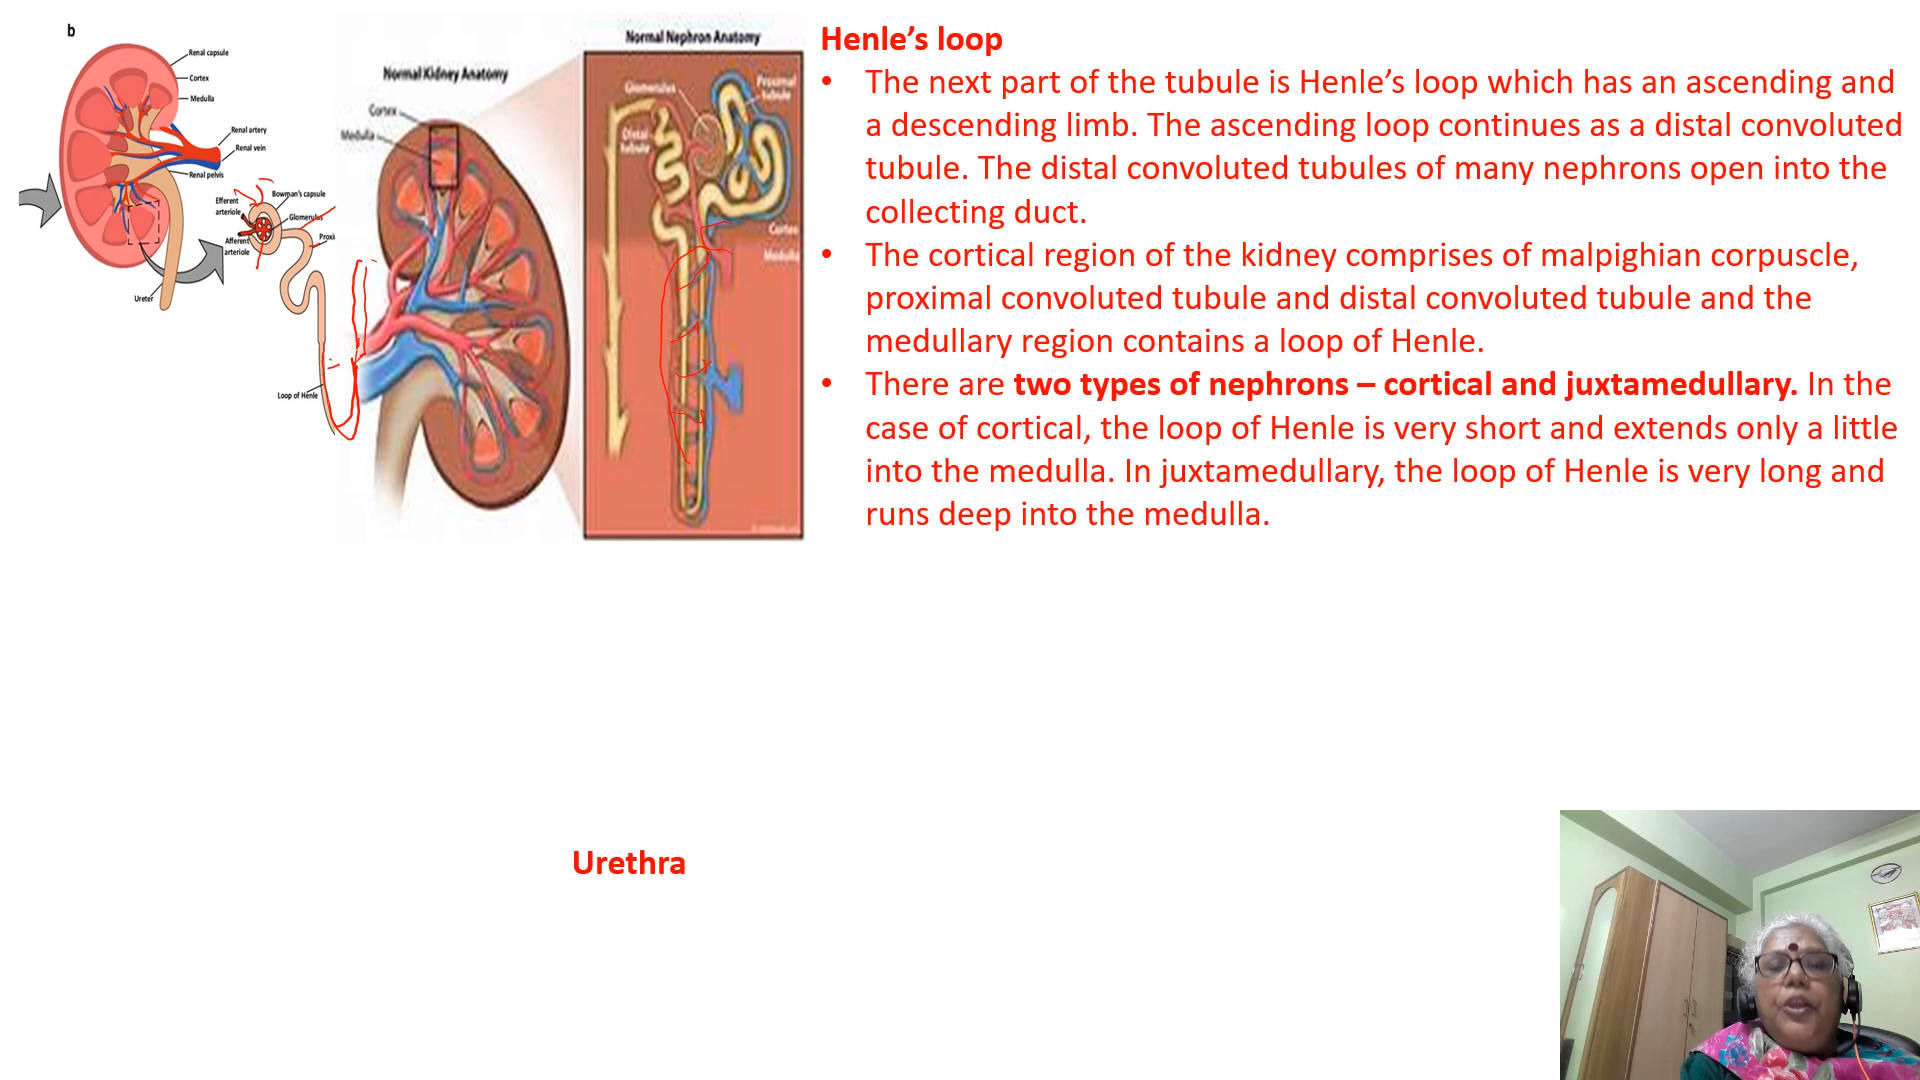 b
Renal capsule
Cortex
Medulla
Renal artery
Renal vein
Renal pelvis
Bowman's capsule
Efferent
arteriole
Glomerulus
Proxi
Afferent
arteriole
Ureter
Loop of Henle
Normal Kidney Anatomy
Cortex
Medulla
Normal Nephron Anatomy
Glomerulus
Proximal
tubule
Distal
tubule
Cortex
Medulla
Henle’s loop
• The next part of the tubule is Henle’s loop which has an ascending and
a descending limb. The ascending loop continues as a distal convoluted
tubule. The distal convoluted tubules of many nephrons open into the
collecting duct.
• The cortical region of the kidney comprises of malpighian corpuscle,
proximal convoluted tubule and distal convoluted tubule and the
medullary region contains a loop of Henle.
• There are two types of nephrons – cortical and juxtamedullary. In the
case of cortical, the loop of Henle is very short and extends only a little
into the medulla. In juxtamedullary, the loop of Henle is very long and
runs deep into the medulla.
Urethra